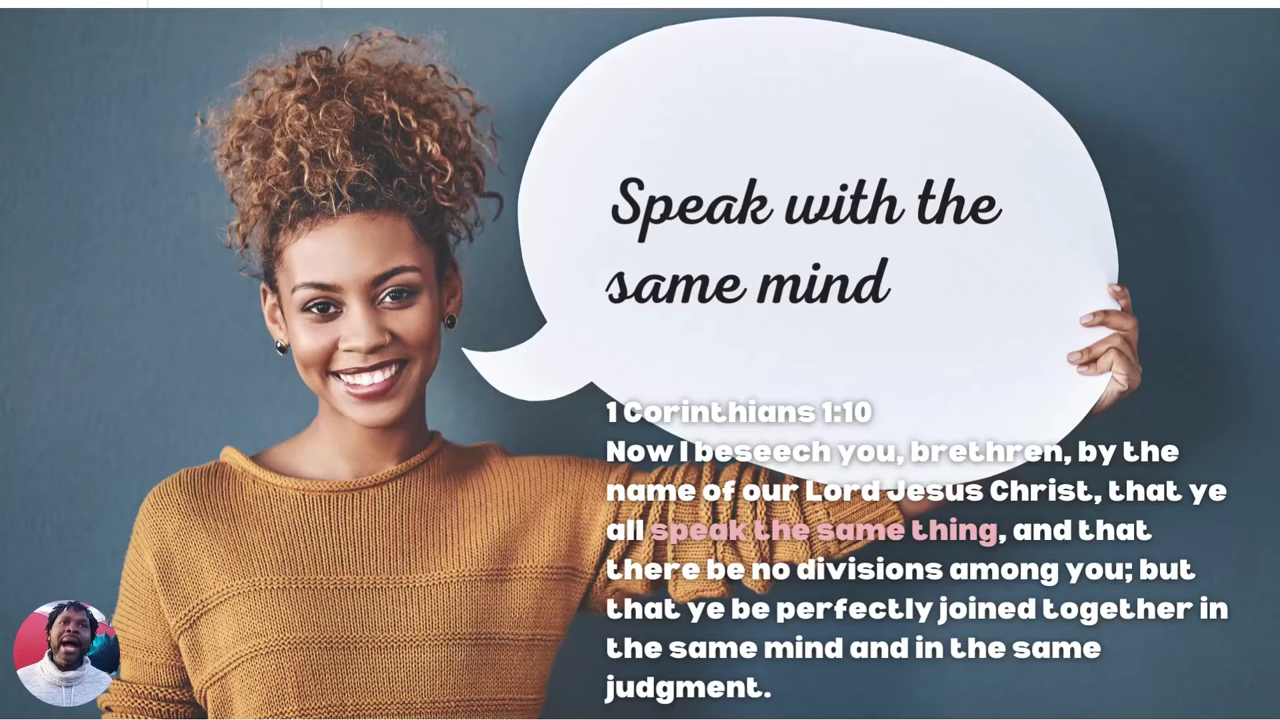 Speak with the
same mind
1 Corinthians 1:10
Now I beseech you, brethren, by the
name of our Lord Jesus Christ, that ye
all speak the same thing, and that
there be no divisions among you; but
that ye be perfectly joined together in
the same mind and in the same
judgment.